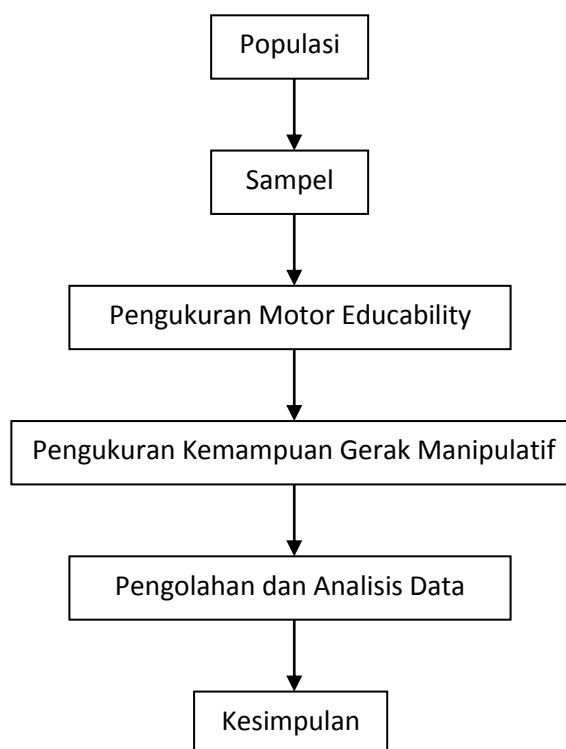 Populasi
Sampel
Pengukuran Motor Educability
Pengukuran Kemampuan Gerak Manipulatif
Pengolahan dan Analisis Data
Kesimpulan